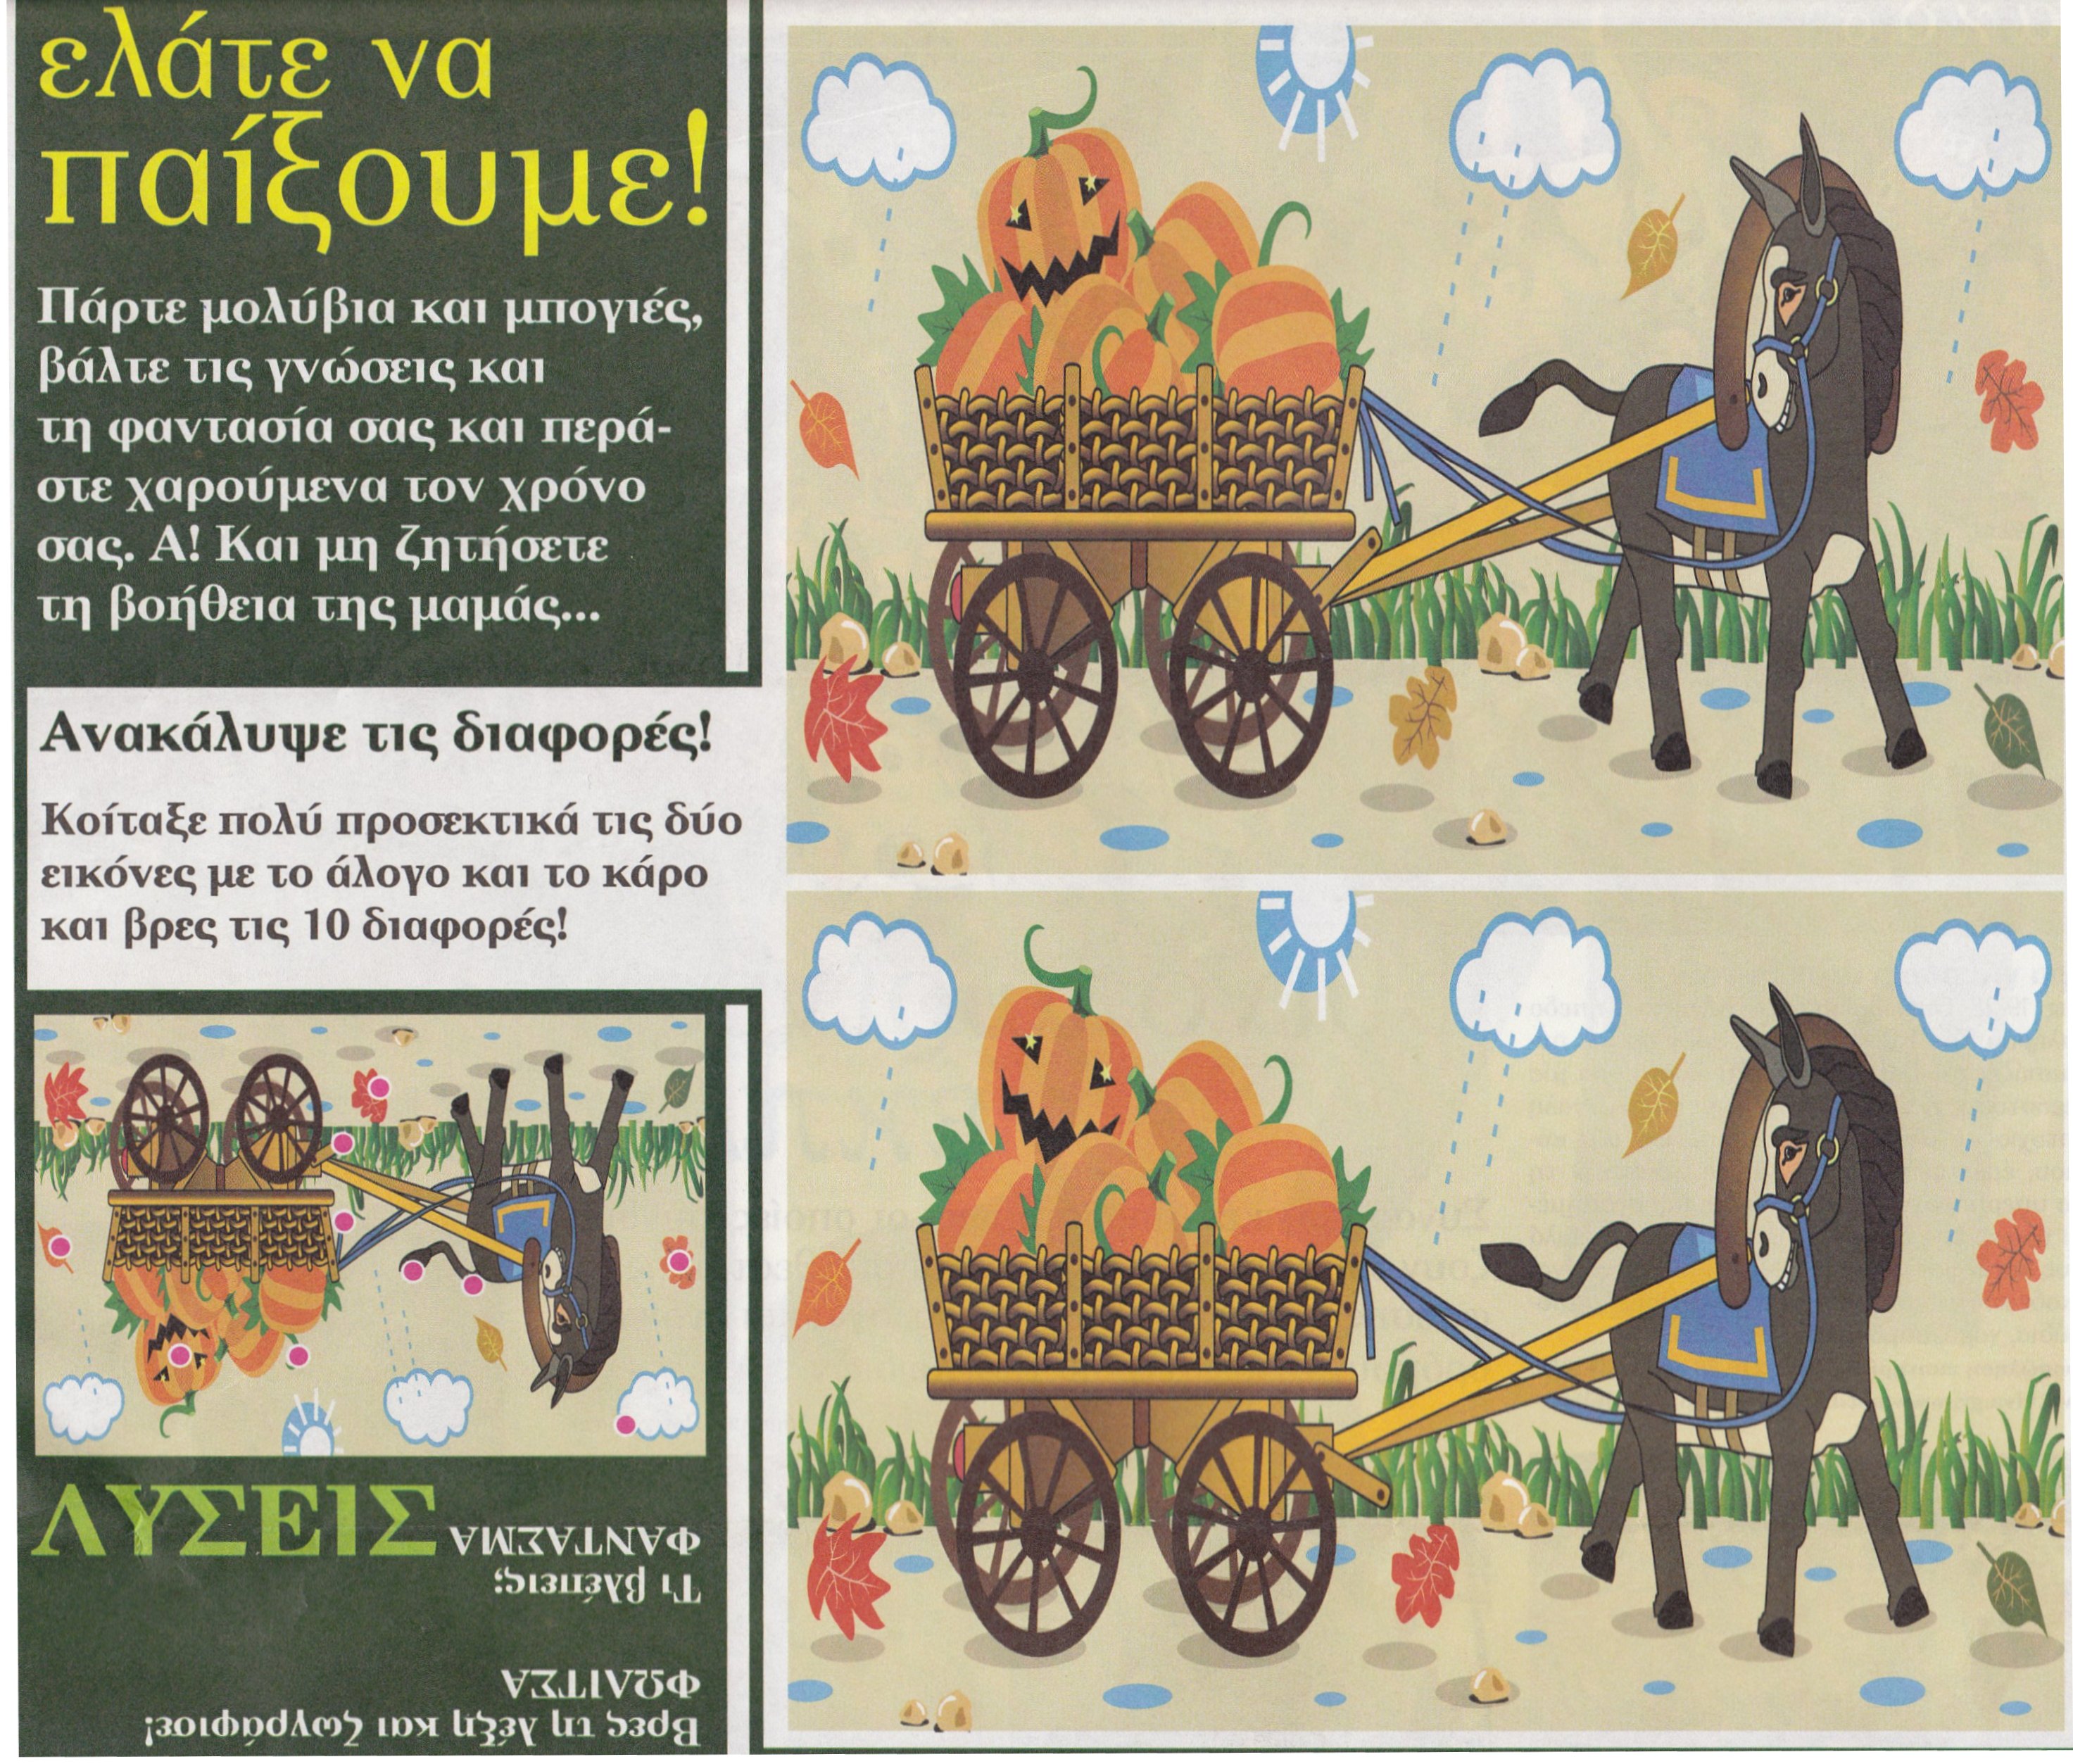 ελάτε να
παίξουμε!
Πάρτε μολύβια και μπογιές,
βάλτε τις γνώσεις και
τη φαντασία σας και περά-
στε χαρούμενα τον χρόνο
σας. Α! Και μη ζητήσετε
τη βοήθεια της μαμάς...
Ανακάλυψε τις διαφορές!
Κοίταξε πολύ προσεκτικά τις δύο
εικόνες με το άλογο και το κάρο
και βρες τις 10 διαφορές!
ΛΥΣΕΙΣ
Βρες τη λέξη και ζωγράφισε!
ΦΩΛΙΤΣΑ
Τι βλέπεις;
ΦΑΝΤΑΣΜΑ